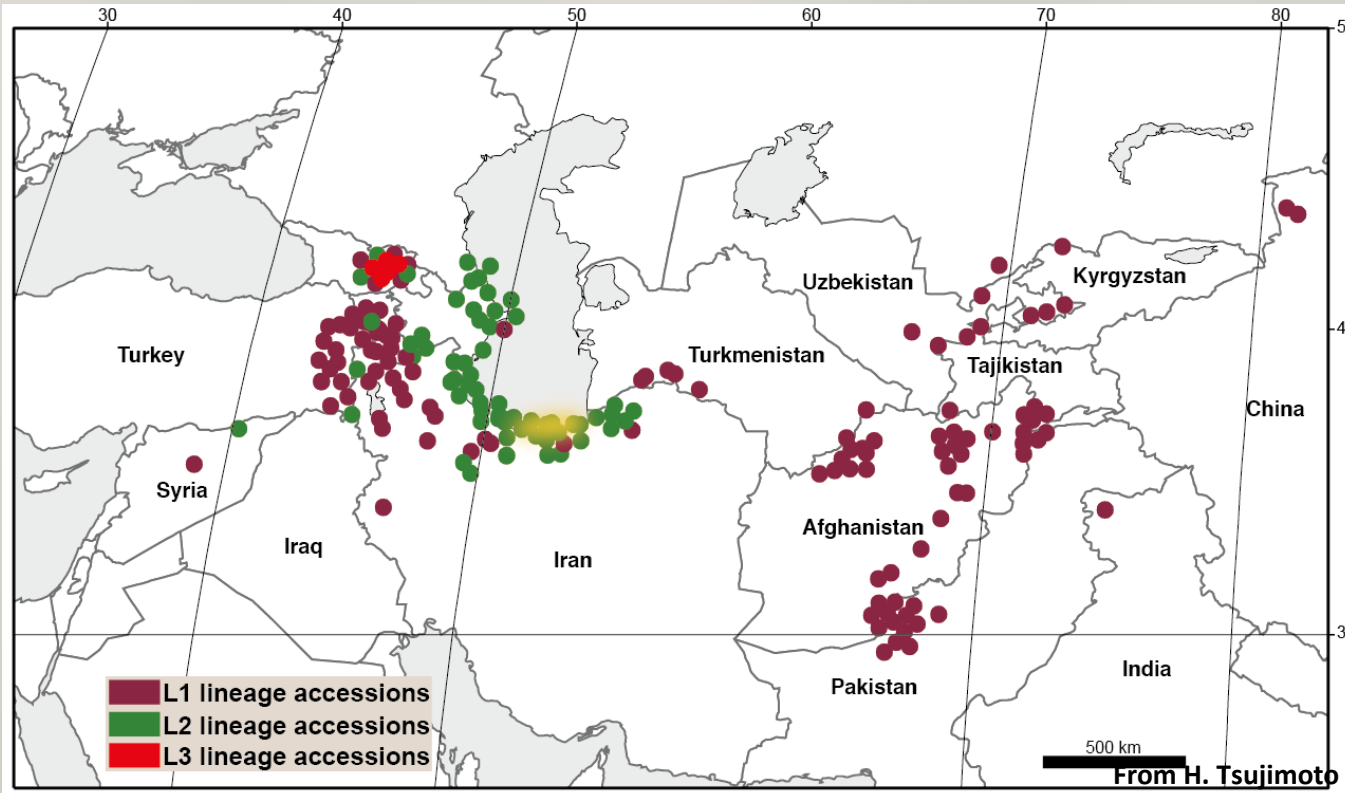 30 40 50 60 70 80
5
Uzbekistan
Kyrgyzstan
4
Turkey
Turkmenistan
Tajikistan
China
Syria
Afghanistan
Iraq
Iran
3
India
Pakistan
L1 lineage accessions
L2 lineage accessions
L3 lineage accessions
500 km
From H. Tsujimoto